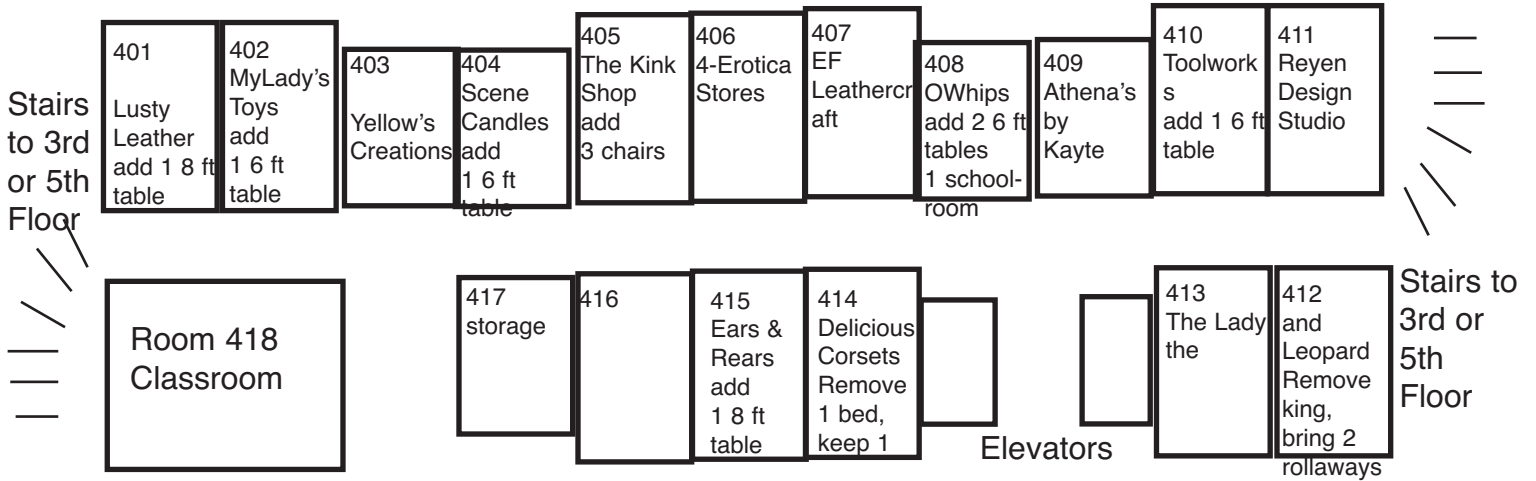 Stairs
to 3rd
or 5th
Floor
401
Lusty
Leather
add 1 8 ft
table
402
MyLady's
Toys
add
1 6 ft
table
403
Yellow's
Creations
404
Scene
Candles
add
1 6 ft
table
405
The Kink
Shop
add
3 chairs
406
4-Erotica
Stores
407
EF
Leathercr
aft
408
OWhips
add 2 6 ft
tables
1 school-
room
409
Athena's
by
Kayte
410
Toolwork
s
add 1 6 ft
table
411
Reyen
Design
Studio
Room 418
Classroom
417
storage
416
415
Ears &
Rears
add
1 8 ft
table
414
Delicious
Corsets
Remove
1 bed,
keep 1
Elevators
413
The Lady
the
412
and
Leopard
Remove
king,
bring 2
rollaways
Stairs to
3rd or
5th
Floor